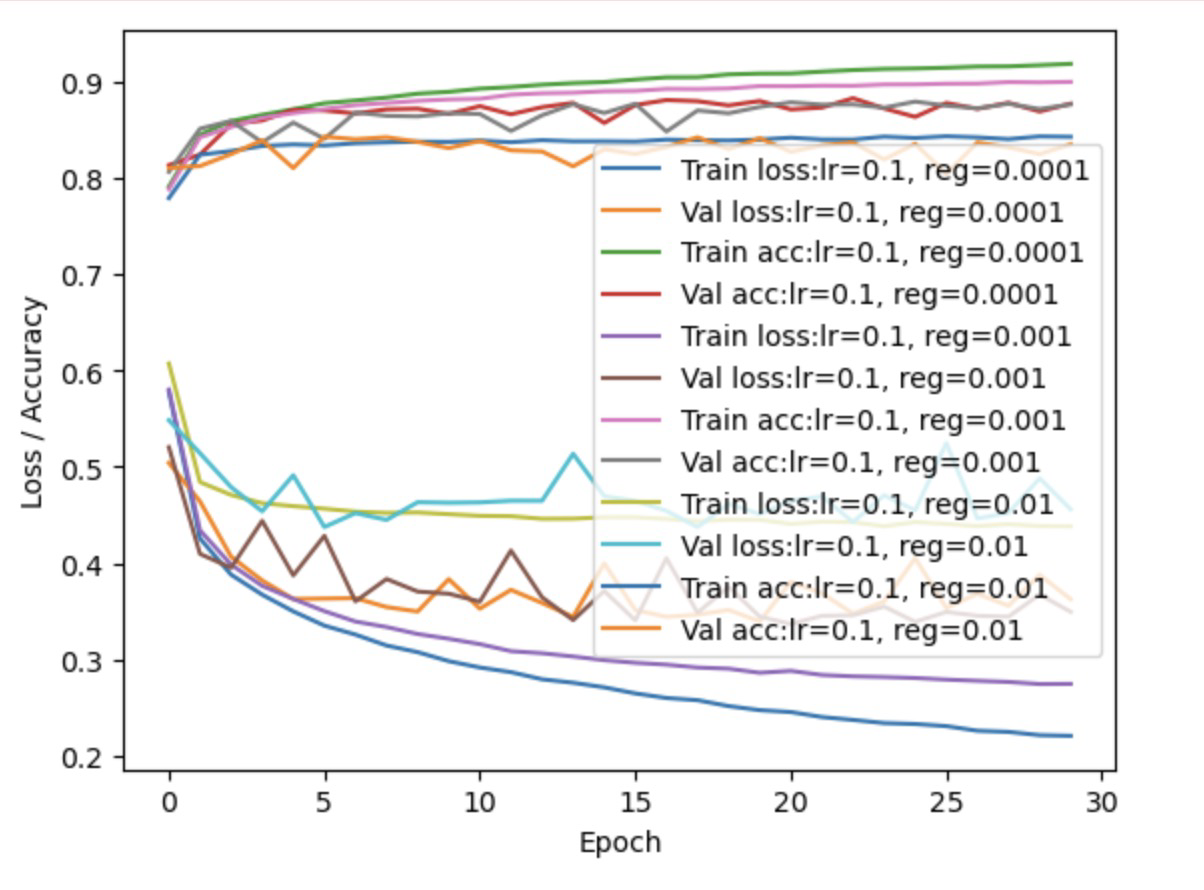 0.9
0.8
0.7
0.6
0.5
0.4
0.3
0.2
Loss / Accuracy
Train loss:lr=0.1, reg=0.0001
Val loss:lr=0.1, reg=0.0001
Train acc:lr=0.1, reg=0.0001
Val acc:lr=0.1, reg=0.0001
Train loss:lr=0.1, reg=0.001
Val loss:lr=0.1, reg=0.001
Train acc:lr=0.1, reg=0.001
Val acc:lr=0.1, reg=0.001
Train loss:lr=0.1, reg=0.01
Val loss:lr=0.1, reg=0.01
Train acc:lr=0.1, reg=0.01
Val acc:lr=0.1, reg=0.01
0 5 10 15 20 25 30
Epoch